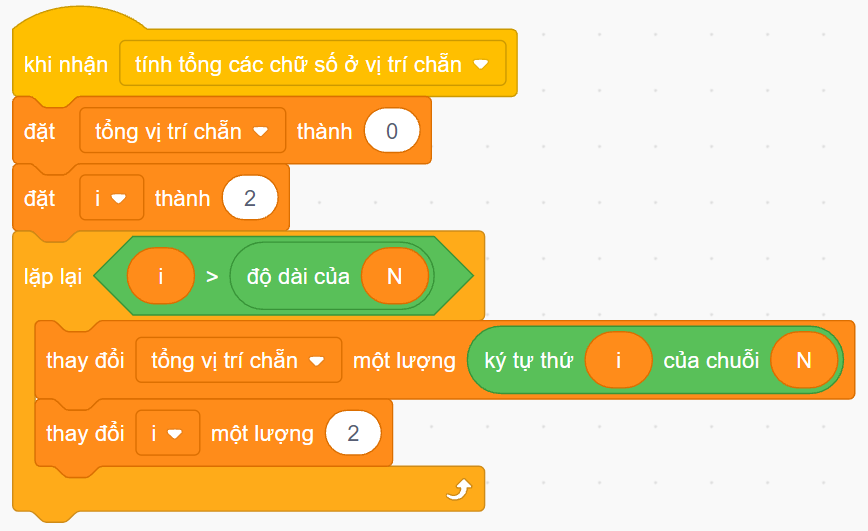 khi nhận tính tổng các chữ số ở vị trí chẵn
đặt tổng vị trí chẵn thành 0
đặt i thành 2
lặp lại i > độ dài của N
thay đổi tổng vị trí chẵn một lượng ký tự thứ i của chuỗi N
thay đổi i một lượng 2